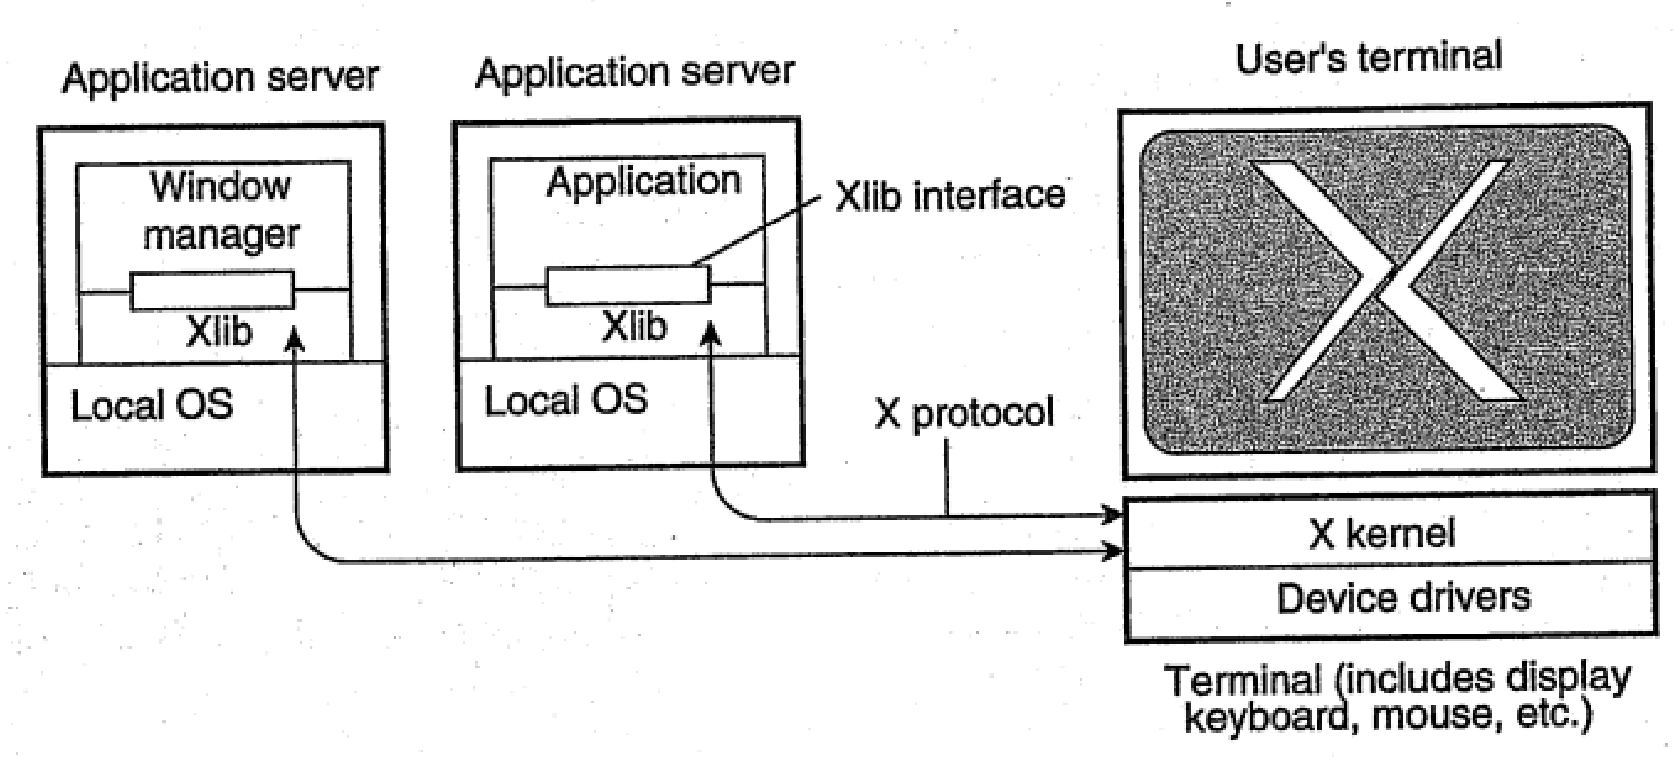 Application server
Application server
User's terminal
Window
manager
Application
Xlib interface
Xlib
Xlib
Local OS
Local OS
X protocol
X
X kernel
Device drivers
Terminal (includes display
keyboard, mouse, etc.)